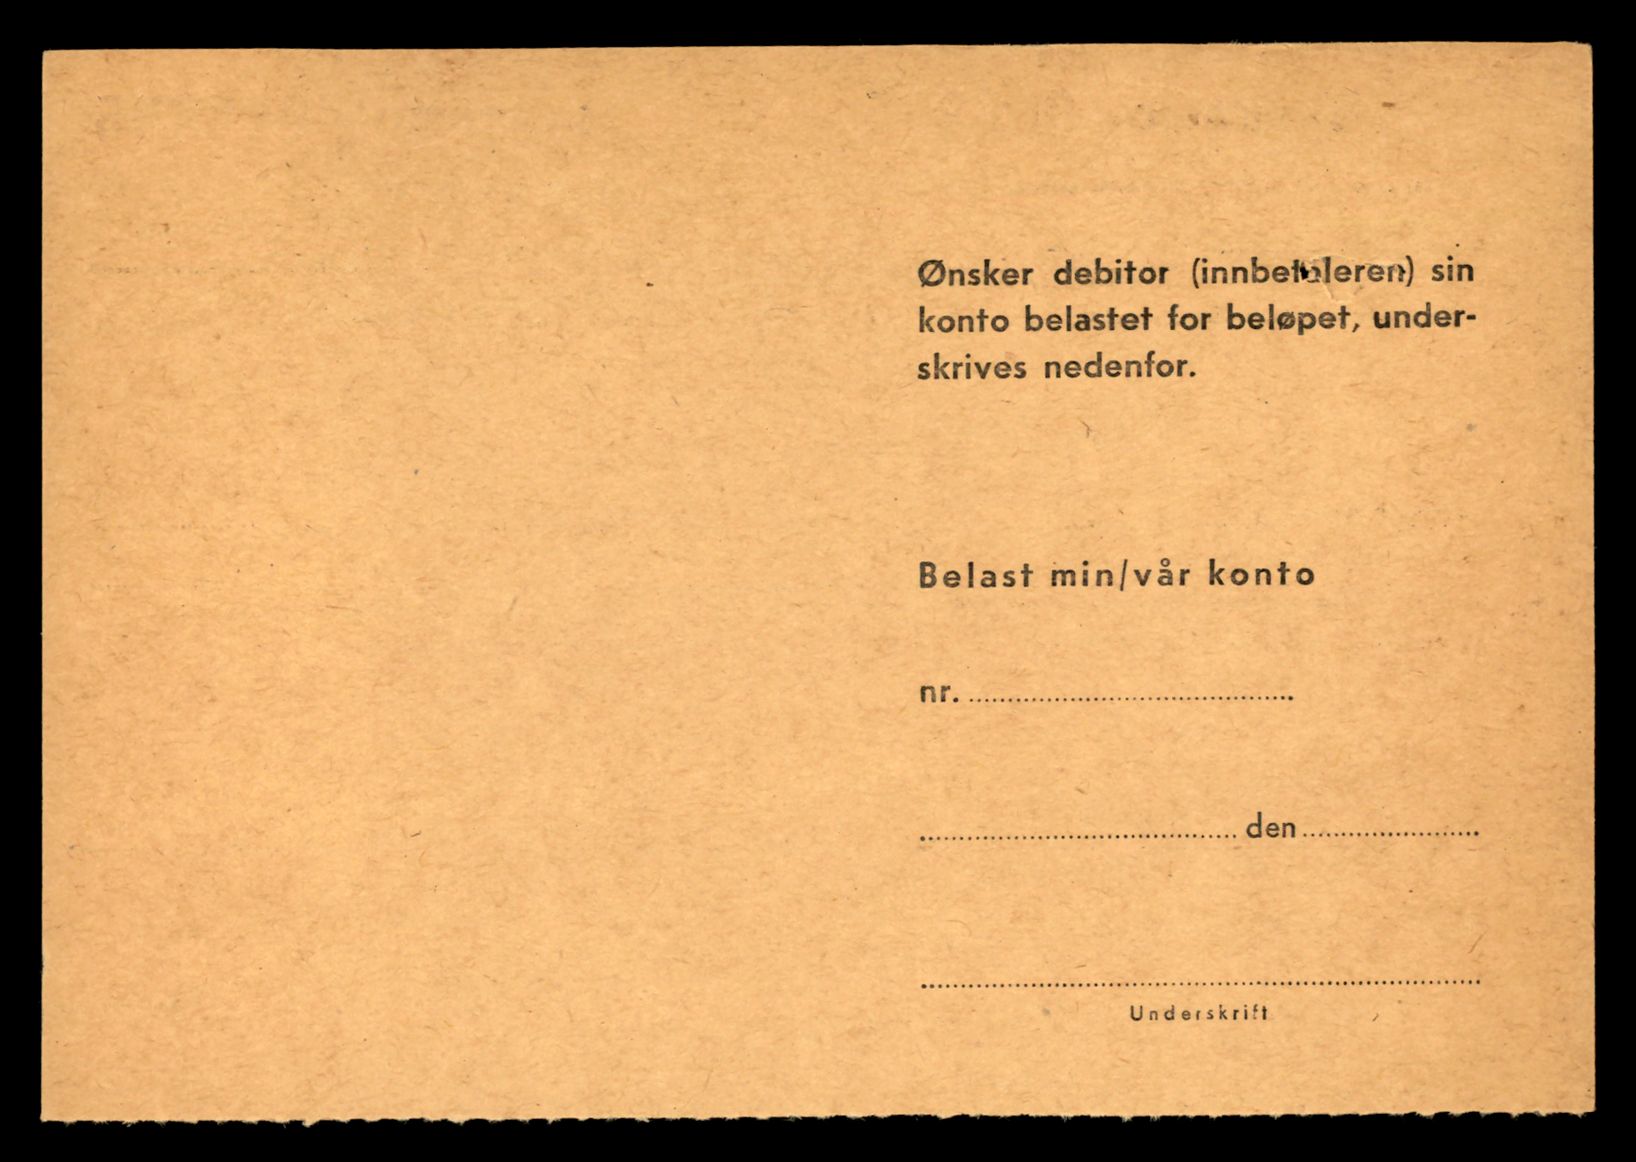 Ønsker debitor (innbetaleren) sin
konto belastet for beløpet, under-
skrives nedenfor.
Belast min/vår konto
nr. ........................................
........................................ den ......................
......................................................................
Underskrift